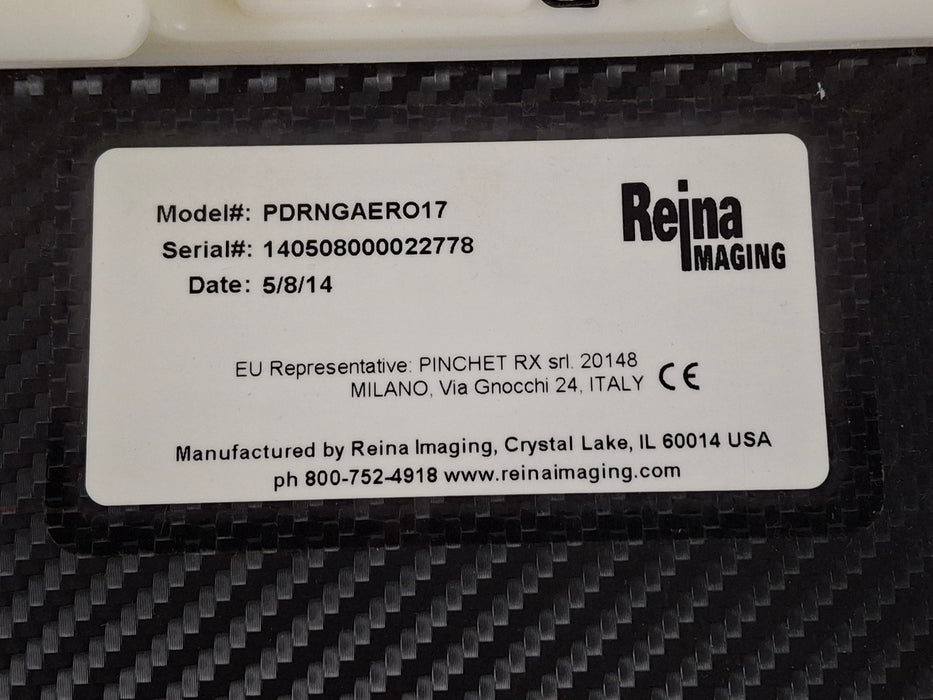 Model#: PDRNGAERO17
Reina
IMAGING
Serial#: 140508000022778
Date: 5/8/14
EU Representative: PINCHET RX srl. 20148
MILANO, Via Gnocchi 24, ITALY CE
Manufactured by Reina Imaging, Crystal Lake, IL 60014 USA
ph 800-752-4918 www.reinaimaging.com